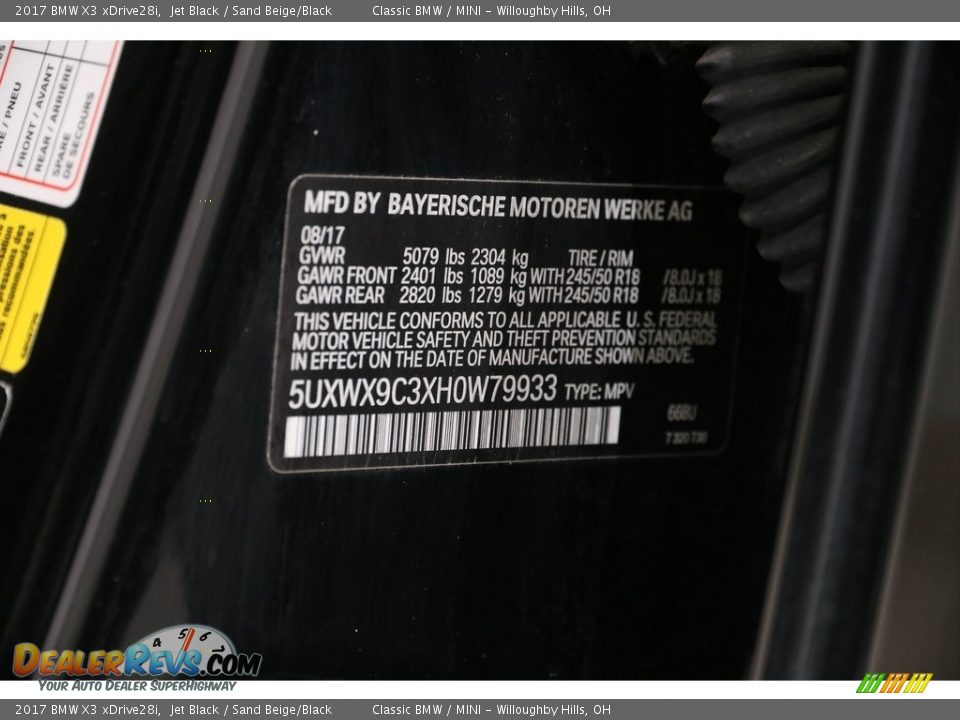 2017 BMW X3 xDrive28i, Jet Black / Sand Beige/Black Classic BMW / MINI - Willoughby Hills, OH
PNEU
FRONT / AVANT
REAR / ARRIÈRE
SPARE
DE SECOURS
MFD BY BAYERISCHE MOTOREN WERKE AG
08/17
GVWR 5079 lbs 2304 kg TIRE / RIM
GAWR FRONT 2401 lbs 1089 kg WITH 245/50 R18 /8.0J x 18
GAWR REAR 2820 lbs 1279 kg WITH 245/50 R18 /8.0J x 18
THIS VEHICLE CONFORMS TO ALL APPLICABLE U. S. FEDERAL
MOTOR VEHICLE SAFETY AND THEFT PREVENTION STANDARDS
IN EFFECT ON THE DATE OF MANUFACTURE SHOWN ABOVE.
5UXWX9C3XH0W79933 TYPE: MPV
7 320 730
4 5 6
DEALERREVS.COM
YOUR AUTO DEALER SUPERHIGHWAY
2017 BMW X3 xDrive28i, Jet Black / Sand Beige/Black Classic BMW / MINI - Willoughby Hills, OH